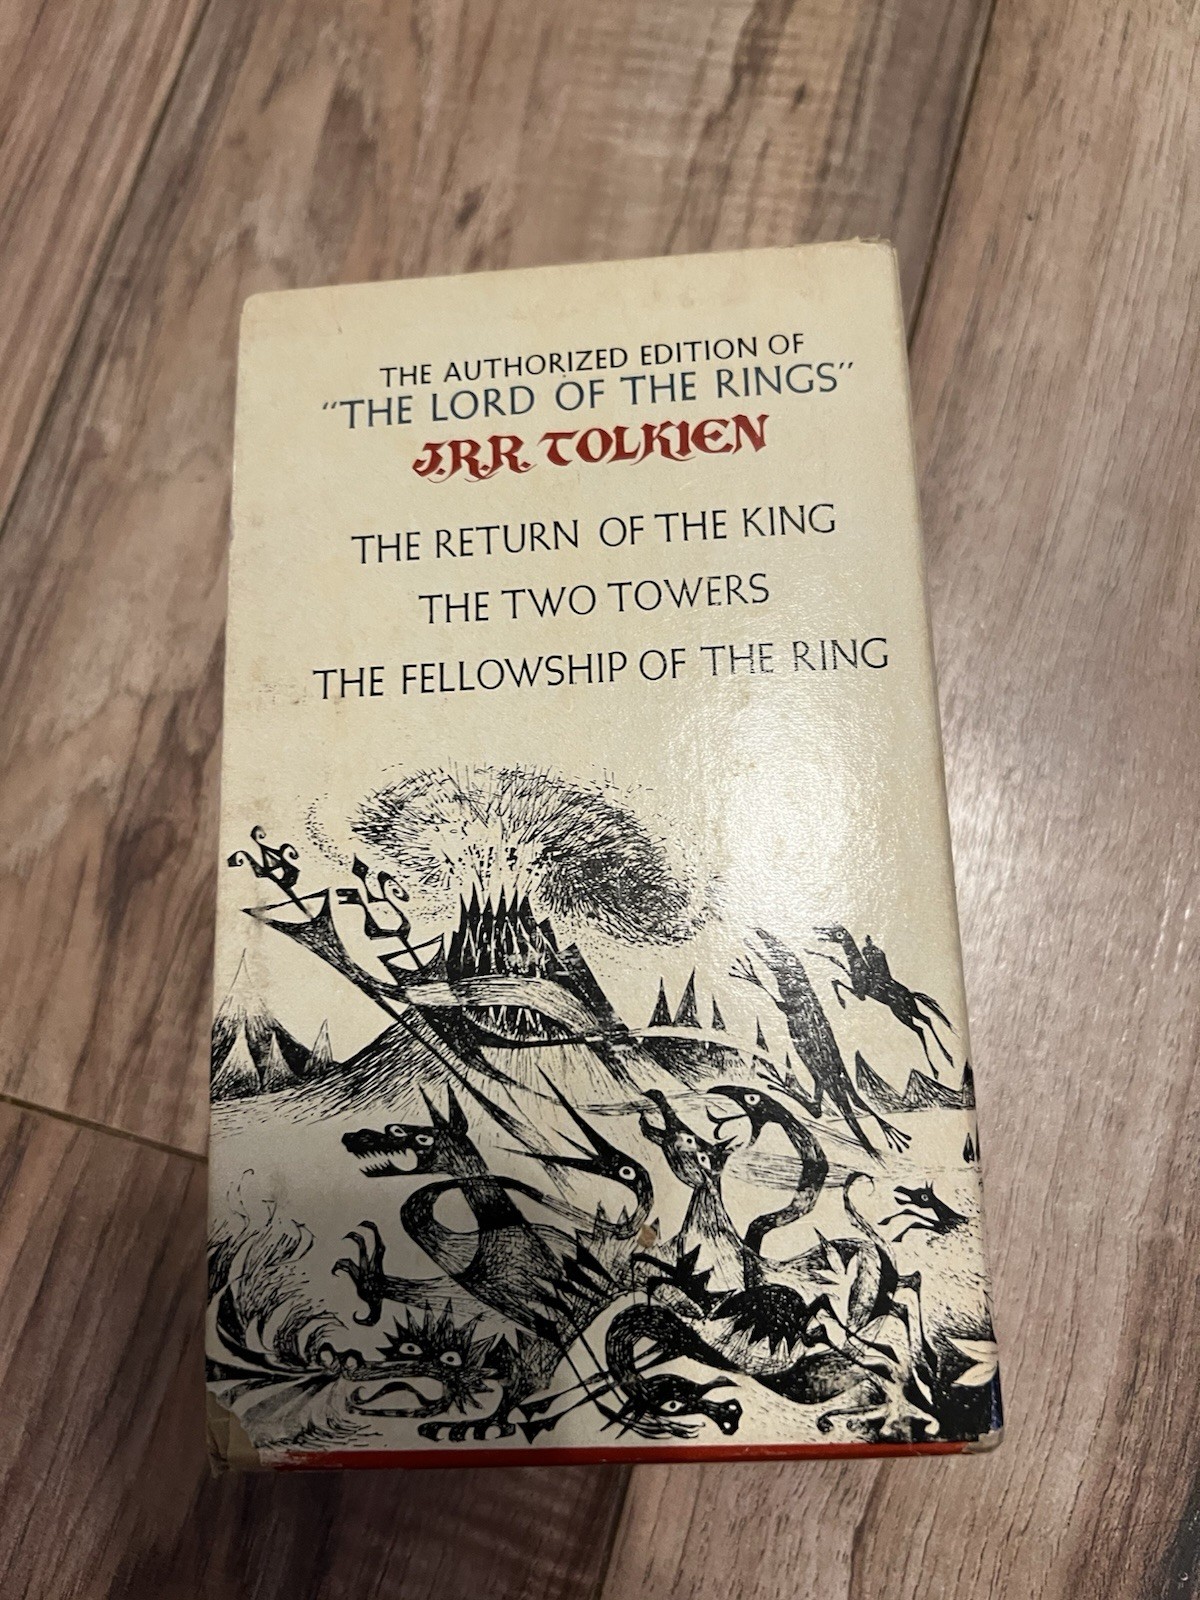 THE AUTHORIZED EDITION OF
“THE LORD OF THE RINGS”
J.R.R. TOLKIEN
THE RETURN OF THE KING
THE TWO TOWERS
THE FELLOWSHIP OF THE RING